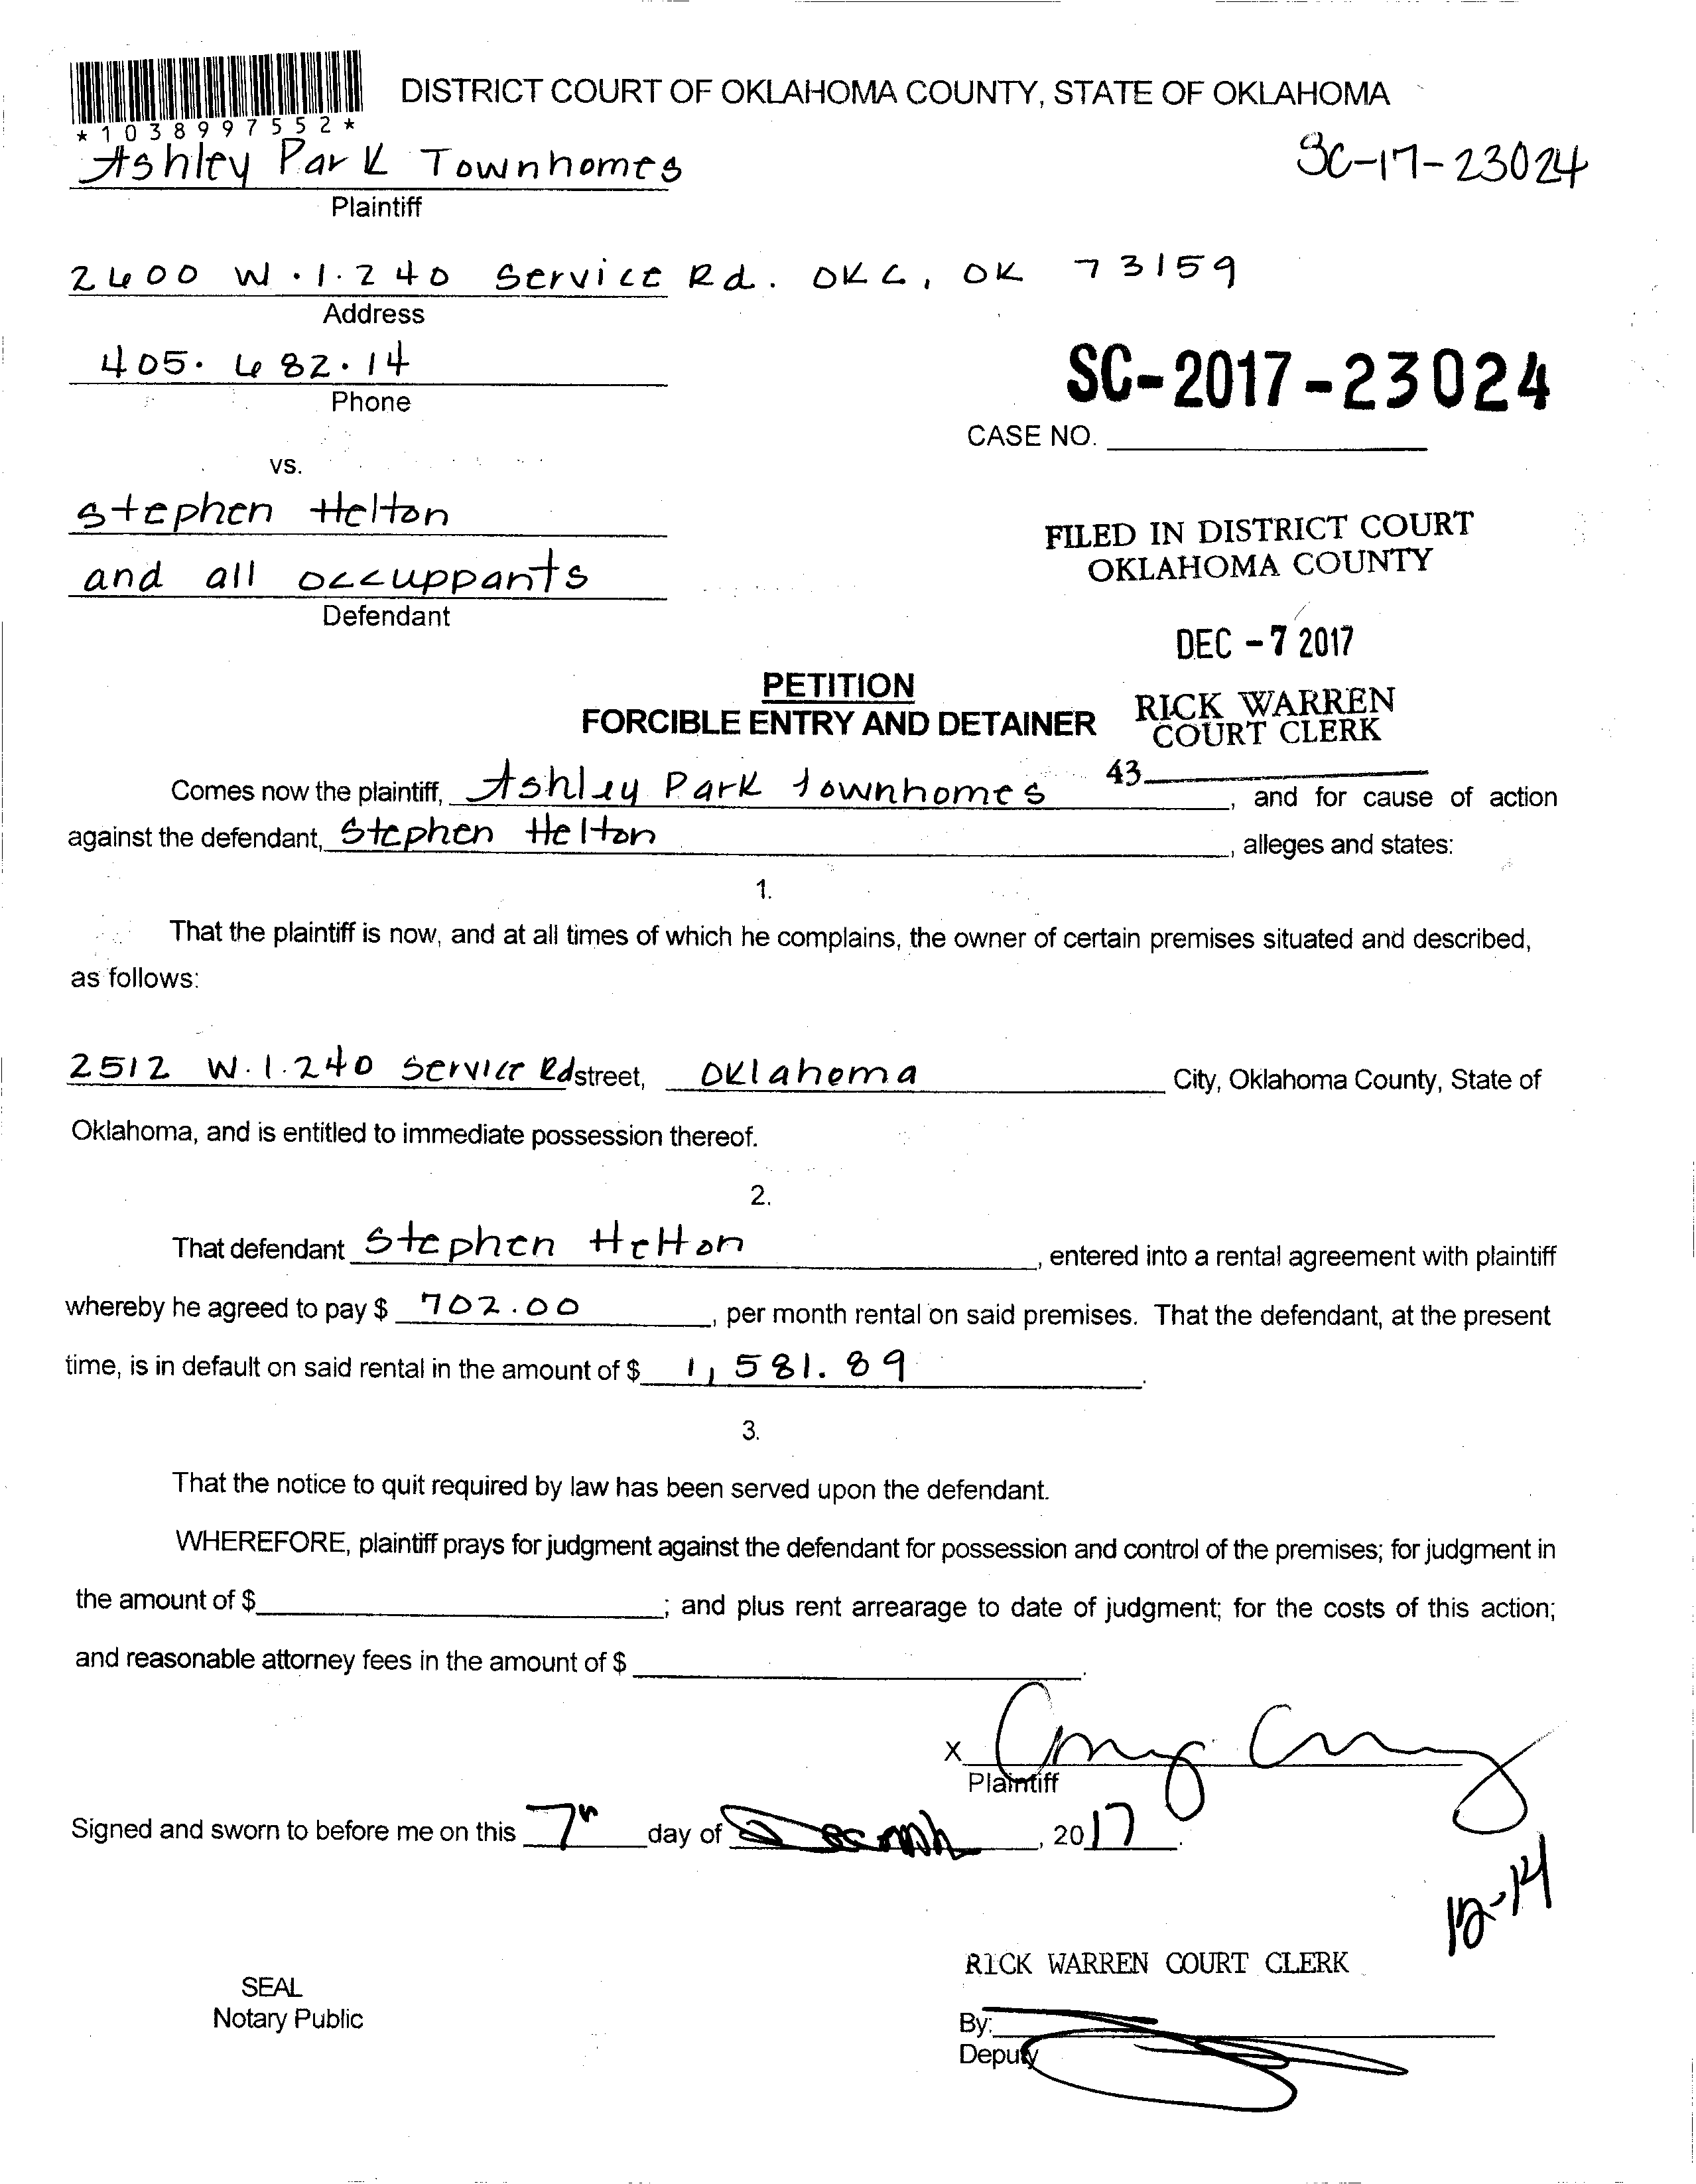 DISTRICT COURT OF OKLAHOMA COUNTY, STATE OF OKLAHOMA
*1038997552*
Ashley Park Townhomes
SC-17-23024
Plaintiff
2600 W.I.240 Service Rd. OKC, OK 73159
Address
405.682.14
Phone
SC-2017-23024
CASE NO.
vs.
Stephen Helton
and all occuppants
Defendant
FILED IN DISTRICT COURT
OKLAHOMA COUNTY
DEC -7 2017
RICK WARREN
COURT CLERK
43
PETITION
FORCIBLE ENTRY AND DETAINER
Comes now the plaintiff, Ashley Park Townhomes, and for cause of action
against the defendant, Stephen Helton, alleges and states:
1.
That the plaintiff is now, and at all times of which he complains, the owner of certain premises situated and described,
as follows:
2512 W.I.240 Service Rd street, Oklahoma City, Oklahoma County, State of
Oklahoma, and is entitled to immediate possession thereof.
2.
That defendant Stephen Helton, entered into a rental agreement with plaintiff
whereby he agreed to pay $ 702.00, per month rental on said premises. That the defendant, at the present
time, is in default on said rental in the amount of $ 1,581.89.
3.
That the notice to quit required by law has been served upon the defendant.
WHEREFORE, plaintiff prays for judgment against the defendant for possession and control of the premises; for judgment in
the amount of $ ; and plus rent arrearage to date of judgment; for the costs of this action;
and reasonable attorney fees in the amount of $ .
X
Plaintiff
Signed and sworn to before me on this 7th day of December, 2017.
12-14
RICK WARREN COURT CLERK
SEAL
Notary Public
By:
Deputy